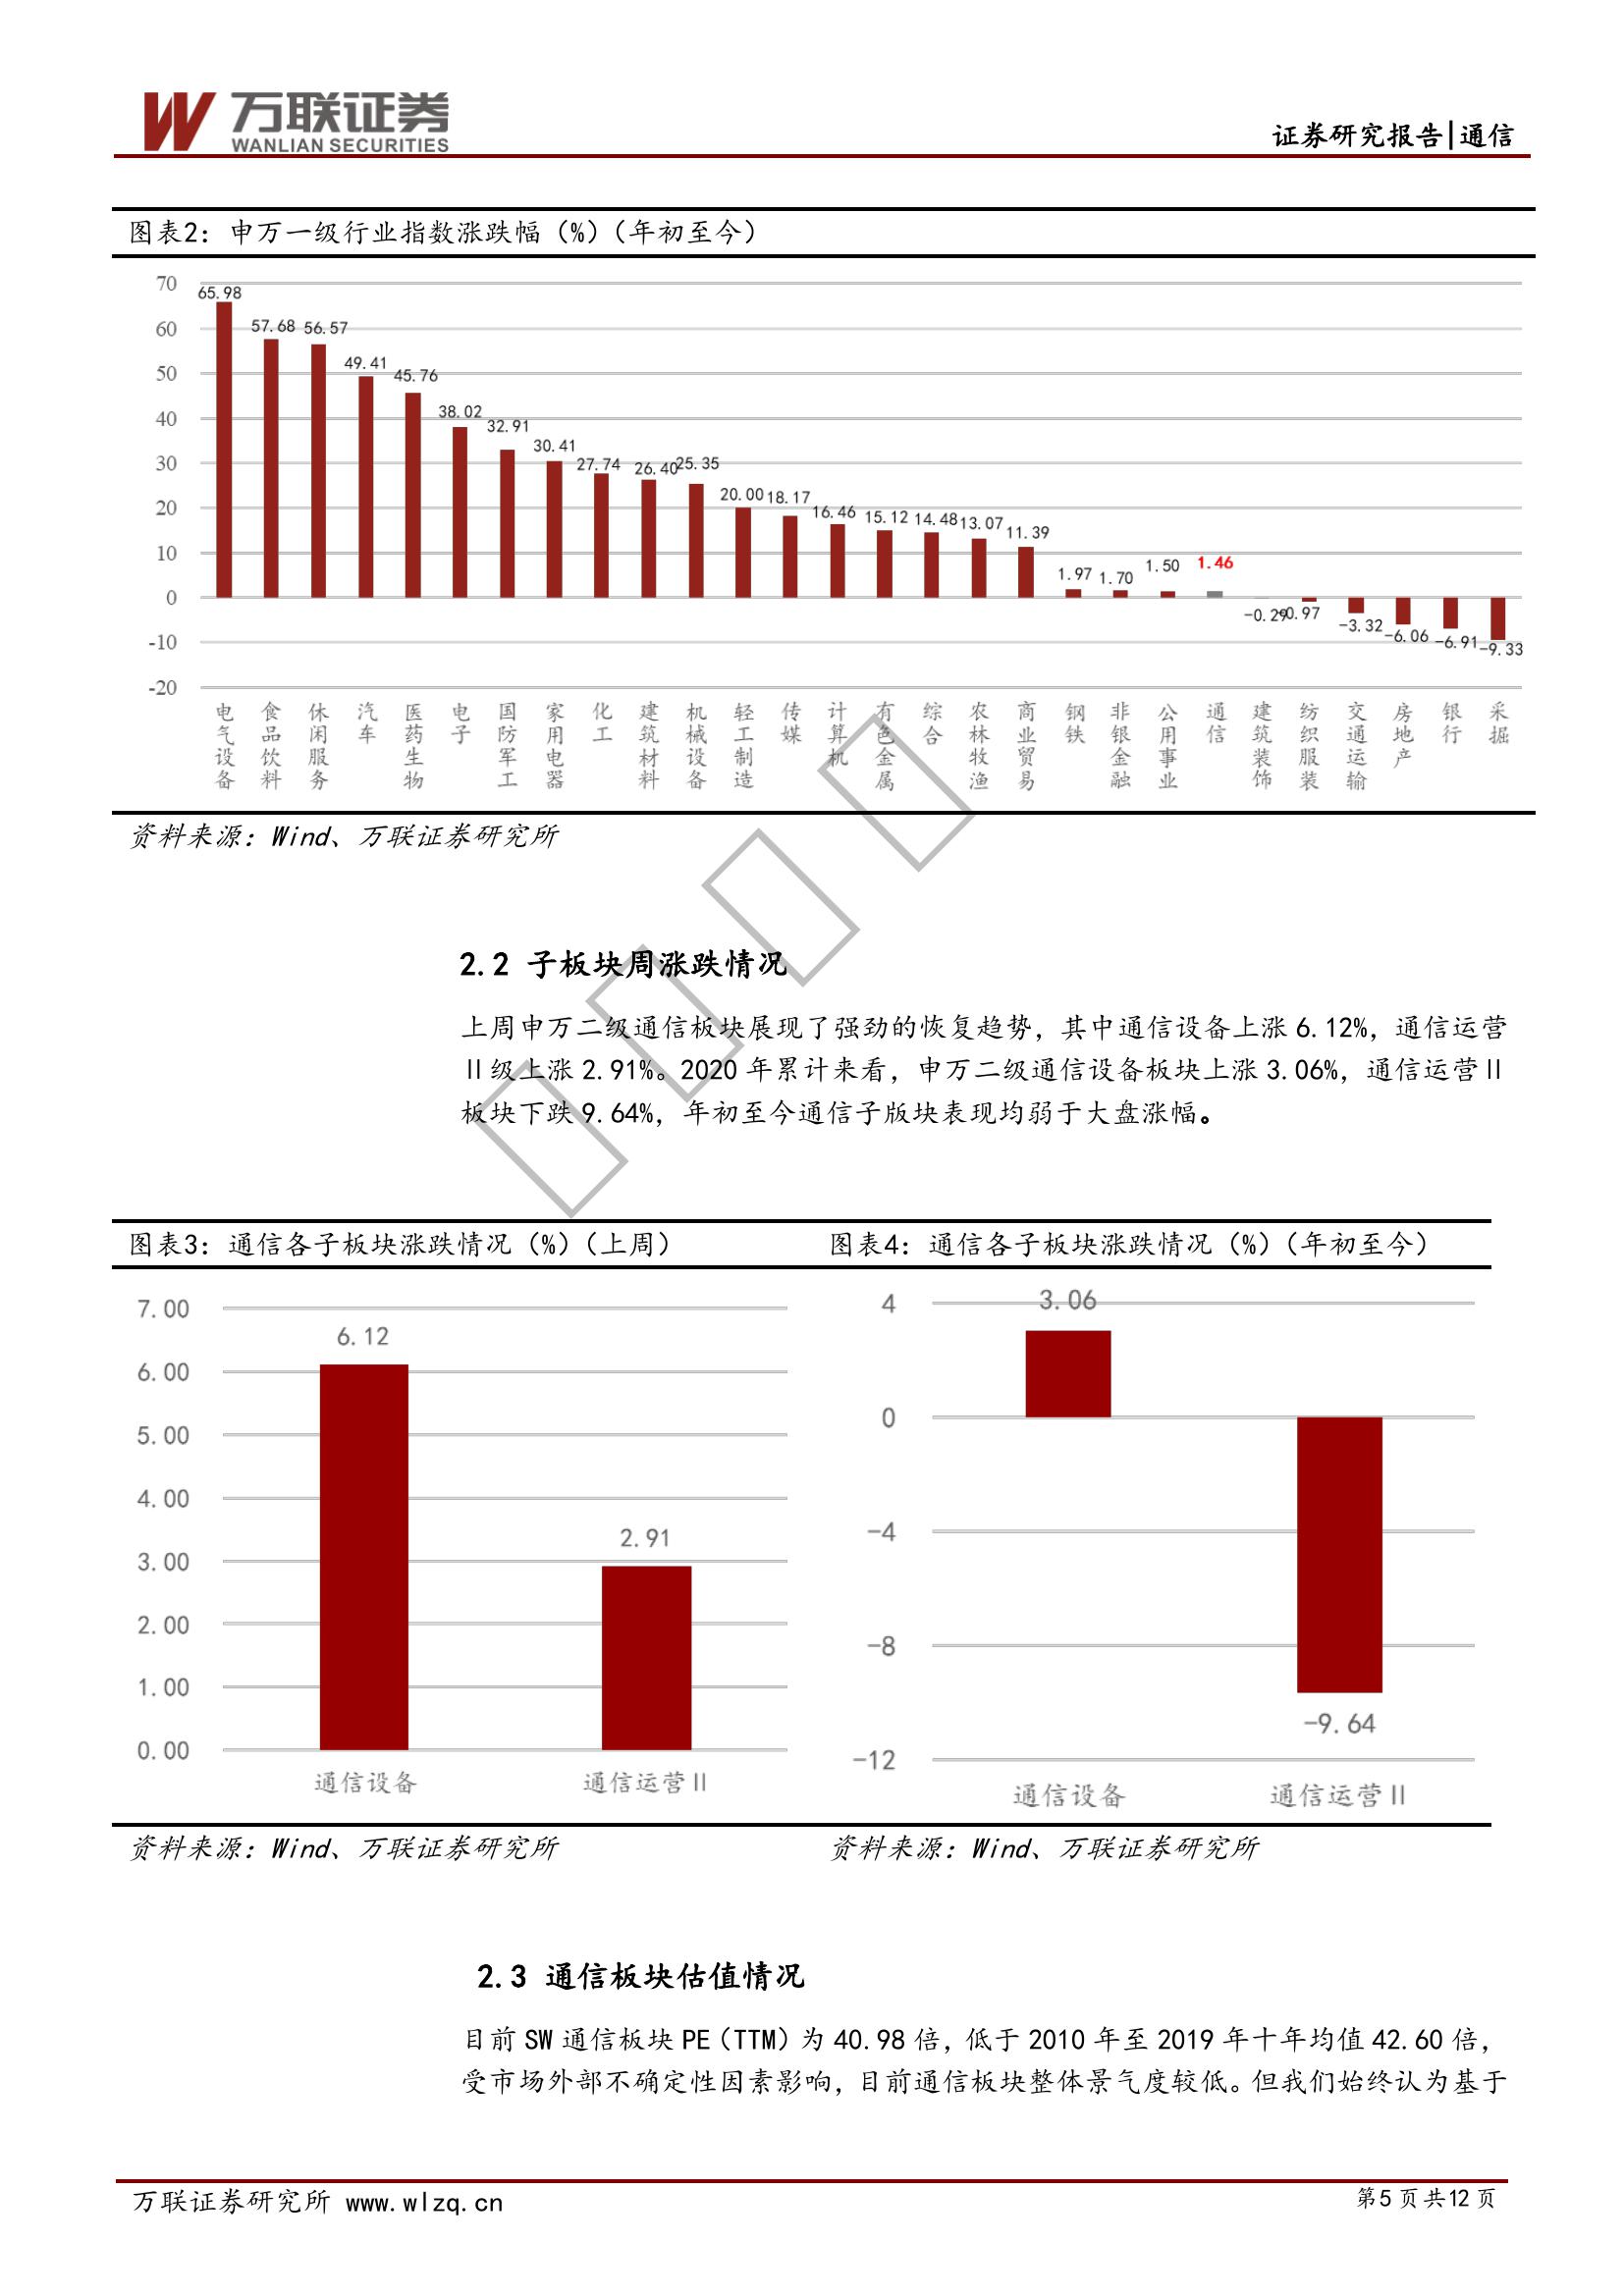 万联证券
WANLIAN SECURITIES
证券研究报告|通信
图表2：申万一级行业指数涨跌幅（%）（年初至今）
70
60
50
40
30
20
10
0
-10
-20
65.98
57.68
56.57
49.41
45.76
38.02
32.91
30.41
27.74
26.40
25.35
20.00
18.17
16.46
15.12
14.48
13.07
11.39
1.97
1.70
1.50
1.46
-0.29
-0.97
-3.32
-6.06
-6.91
-9.33
电气设备
食品饮料
休闲服务
汽车
医药生物
电子
国防军工
家用电器
化工
建筑材料
机械设备
轻工制造
传媒
计算机
有色金属
综合
农林牧渔
商业贸易
钢铁
非银金融
公用事业
通信
建筑装饰
纺织服装
交通运输
房地产
银行
采掘
资料来源：Wind、万联证券研究所
2.2 子板块周涨跌情况
上周申万二级通信板块展现了强劲的恢复趋势，其中通信设备上涨 6.12%，通信运营
Ⅱ级上涨 2.91%。2020 年累计来看，申万二级通信设备板块上涨 3.06%，通信运营Ⅱ
板块下跌 9.64%，年初至今通信子版块表现均弱于大盘涨幅。
图表3：通信各子板块涨跌情况（%）（上周）
7.00
6.00
5.00
4.00
3.00
2.00
1.00
0.00
6.12
2.91
通信设备
通信运营Ⅱ
资料来源：Wind、万联证券研究所
图表4：通信各子板块涨跌情况（%）（年初至今）
4
0
-4
-8
-12
3.06
-9.64
通信设备
通信运营Ⅱ
资料来源：Wind、万联证券研究所
2.3 通信板块估值情况
目前 SW 通信板块 PE（TTM）为 40.98 倍，低于 2010 年至 2019 年十年均值 42.60 倍，
受市场外部不确定性因素影响，目前通信板块整体景气度较低。但我们始终认为基于
万联证券研究所 www.wlzq.cn
第5 页 共12 页